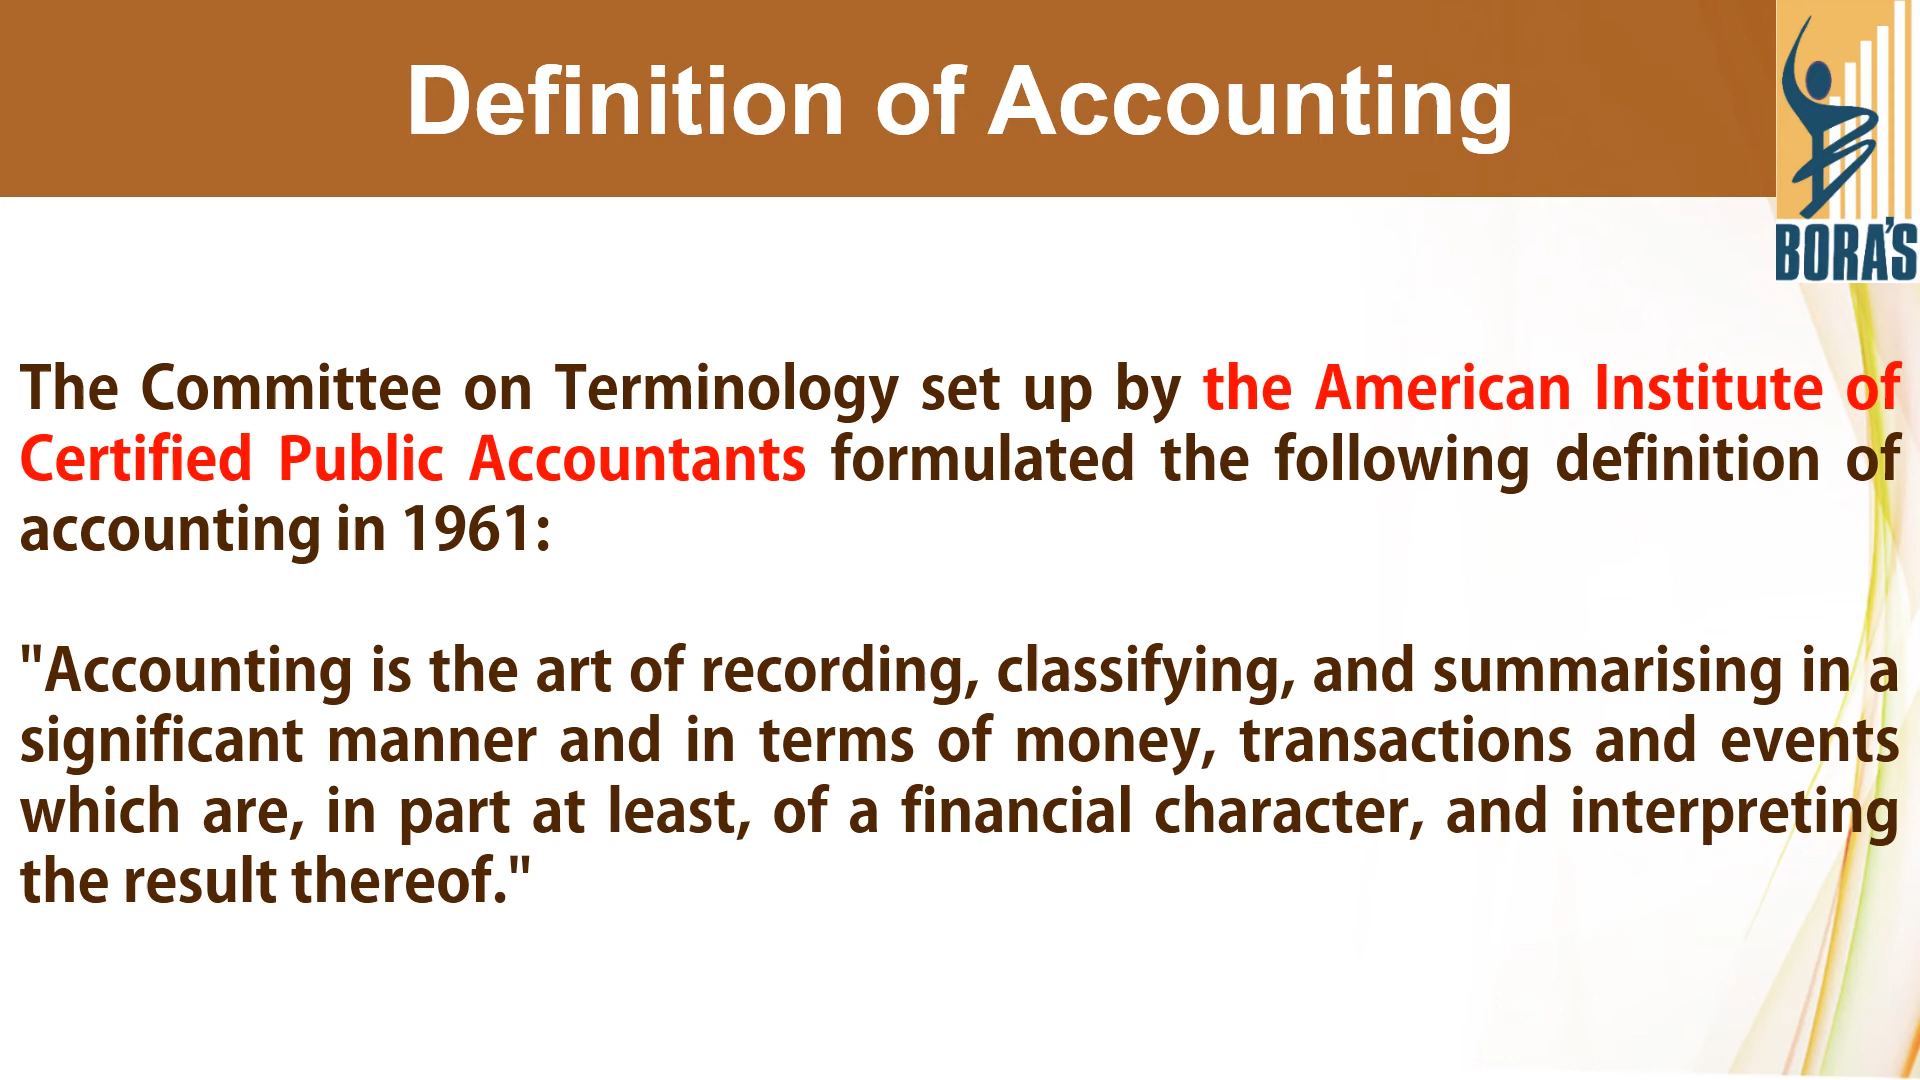 Definition of Accounting
BORA'S
The Committee on Terminology set up by the American Institute of
Certified Public Accountants formulated the following definition of
accounting in 1961:
"Accounting is the art of recording, classifying, and summarising in a
significant manner and in terms of money, transactions and events
which are, in part at least, of a financial character, and interpreting
the result thereof."